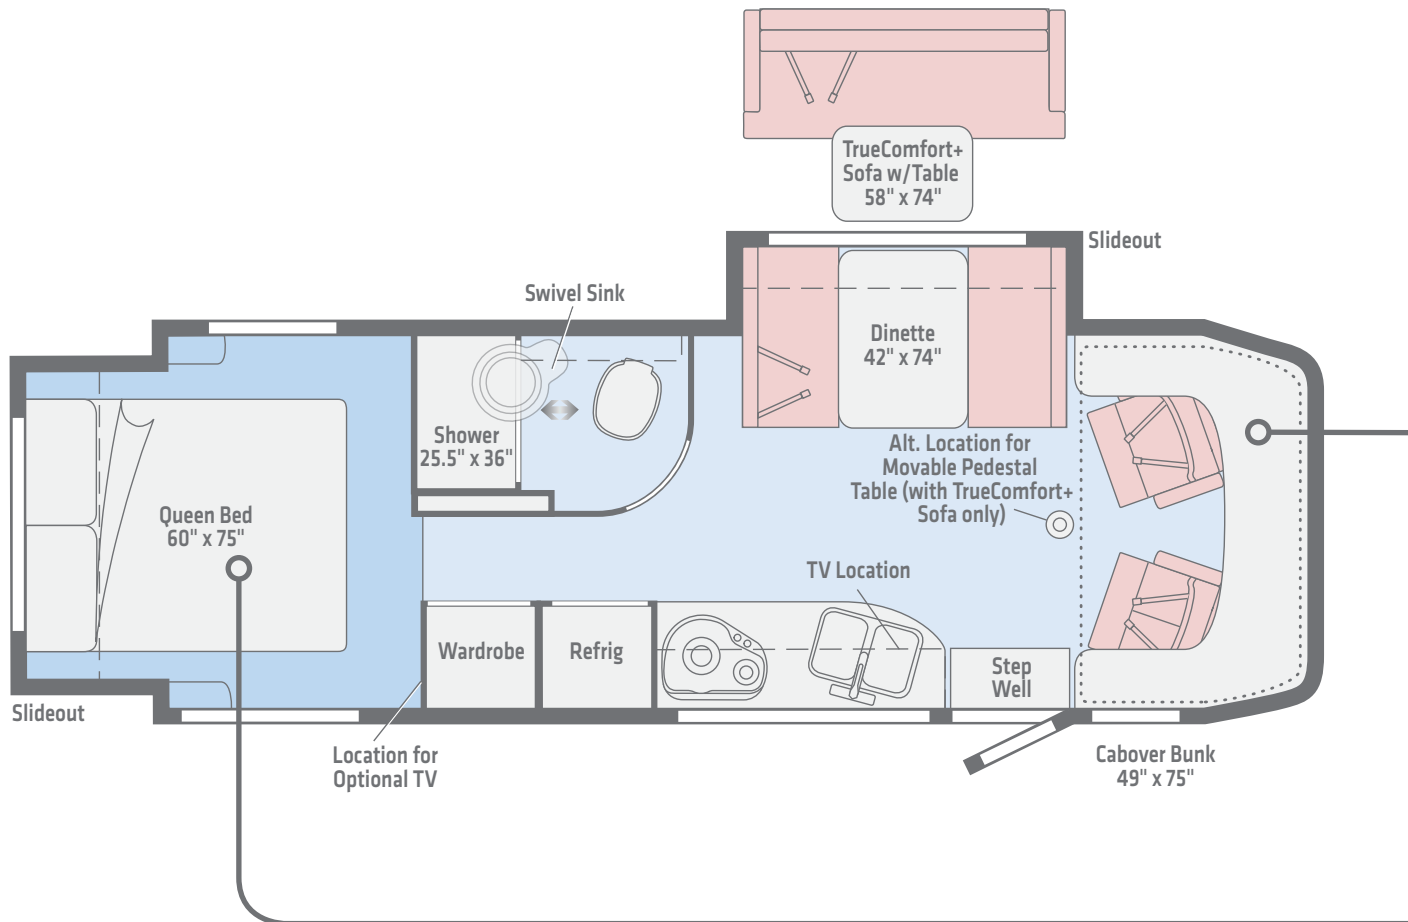 TrueComfort+
Sofa w/Table
58" x 74"
Slideout
Swivel Sink
Dinette
42" x 74"
Shower
25.5" x 36"
Alt. Location for
Movable Pedestal
Table (with TrueComfort+
Sofa only)
Queen Bed
60" x 75"
TV Location
Wardrobe
Refrig
Step
Well
Slideout
Location for
Optional TV
Cabover Bunk
49" x 75"